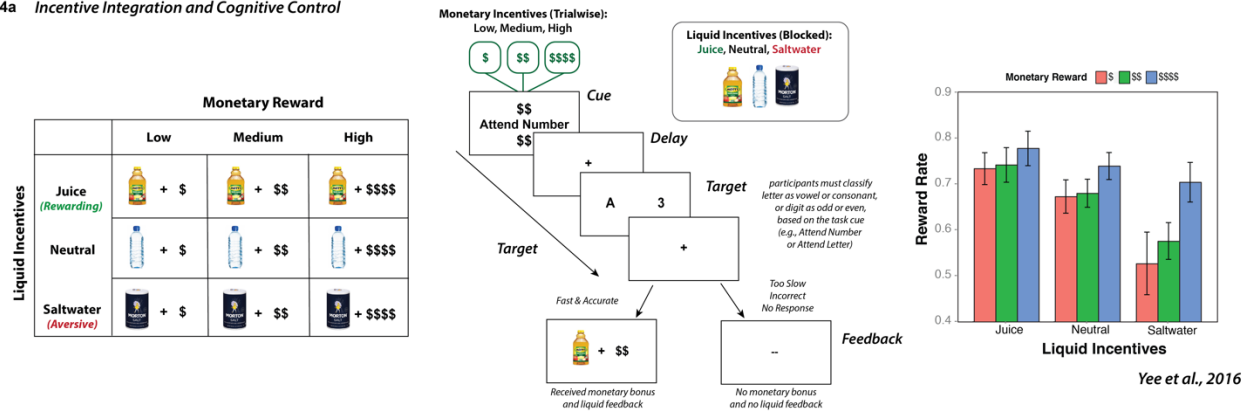 4a Incentive Integration and Cognitive Control
Monetary Reward
Low Medium High
Liquid Incentives
Juice
(Rewarding)
+ $ + $$ + $$$$
Neutral
+ $ + $$ + $$$$
Saltwater
(Aversive)
+ $ + $$ + $$$$
Monetary Incentives (Trialwise):
Low, Medium, High
$ $$ $$$$
Cue
$$
Attend Number
$$
Delay
+
Target
A 3
participants must classify
letter as vowel or consonant,
or digit as odd or even,
based on the task cue
(e.g., Attend Number
or Attend Letter)
Target
+
Fast & Accurate
Too Slow
Incorrect
No Response
Feedback
+ $$
--
Received monetary bonus
and liquid feedback
No monetary bonus
and no liquid feedback
Liquid Incentives (Blocked):
Juice, Neutral, Saltwater
Monetary Reward $ $$ $$$$
Reward Rate
0.9
0.8
0.7
0.6
0.5
0.4
Juice Neutral Saltwater
Liquid Incentives
Yee et al., 2016